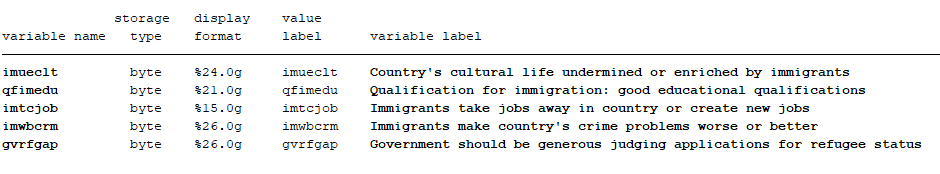 storage display value
variable name type format label variable label
imueclt byte %24.0g imueclt Country's cultural life undermined or enriched by immigrants
qfimedu byte %21.0g qfimedu Qualification for immigration: good educational qualifications
imtcjob byte %15.0g imtcjob Immigrants take jobs away in country or create new jobs
imwbcrm byte %26.0g imwbcrm Immigrants make country's crime problems worse or better
gvrfgap byte %26.0g gvrfgap Government should be generous judging applications for refugee status